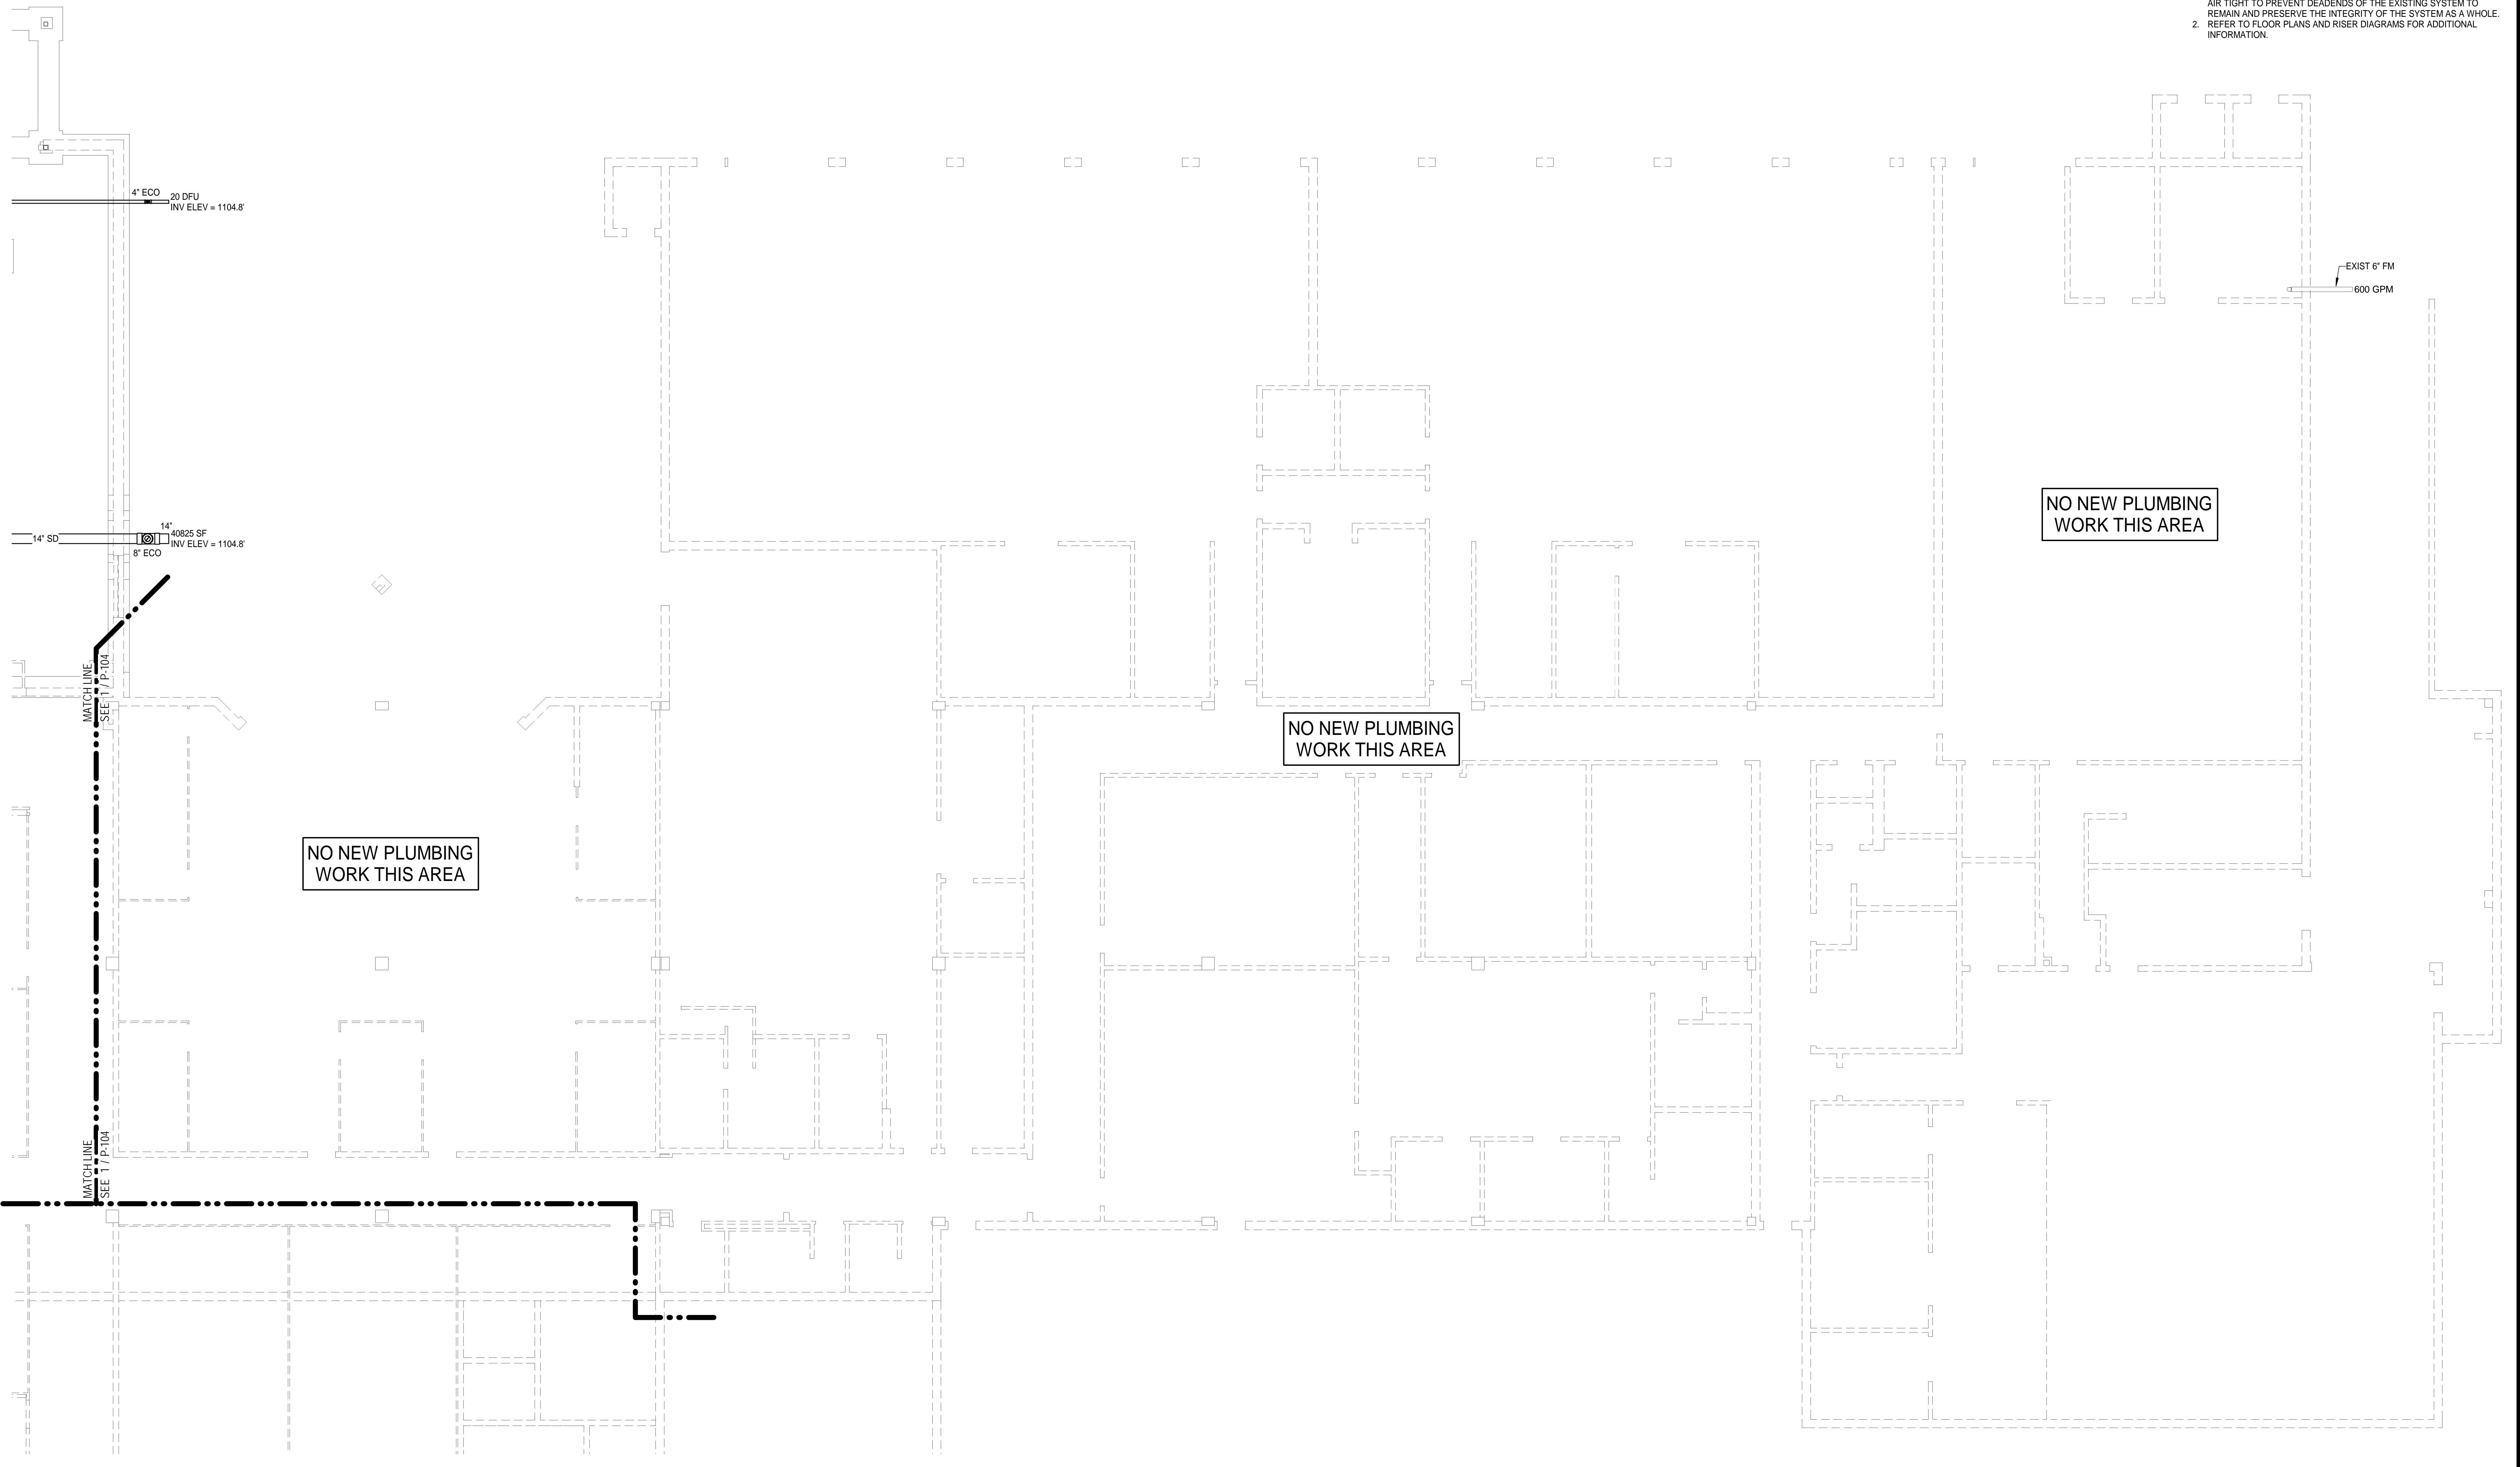 AIR TIGHT TO PREVENT DEADENDS OF THE EXISTING SYSTEM TO
REMAIN AND PRESERVE THE INTEGRITY OF THE SYSTEM AS A WHOLE.
2. REFER TO FLOOR PLANS AND RISER DIAGRAMS FOR ADDITIONAL
INFORMATION.
4" ECO
20 DFU
INV ELEV = 1104.8'
EXIST 6" FM
600 GPM
14" SD
14"
40825 SF
INV ELEV = 1104.8'
8" ECO
NO NEW PLUMBING
WORK THIS AREA
MATCH LINE
SEE 1 / P-104
NO NEW PLUMBING
WORK THIS AREA
NO NEW PLUMBING
WORK THIS AREA
MATCH LINE
SEE 1 / P-104